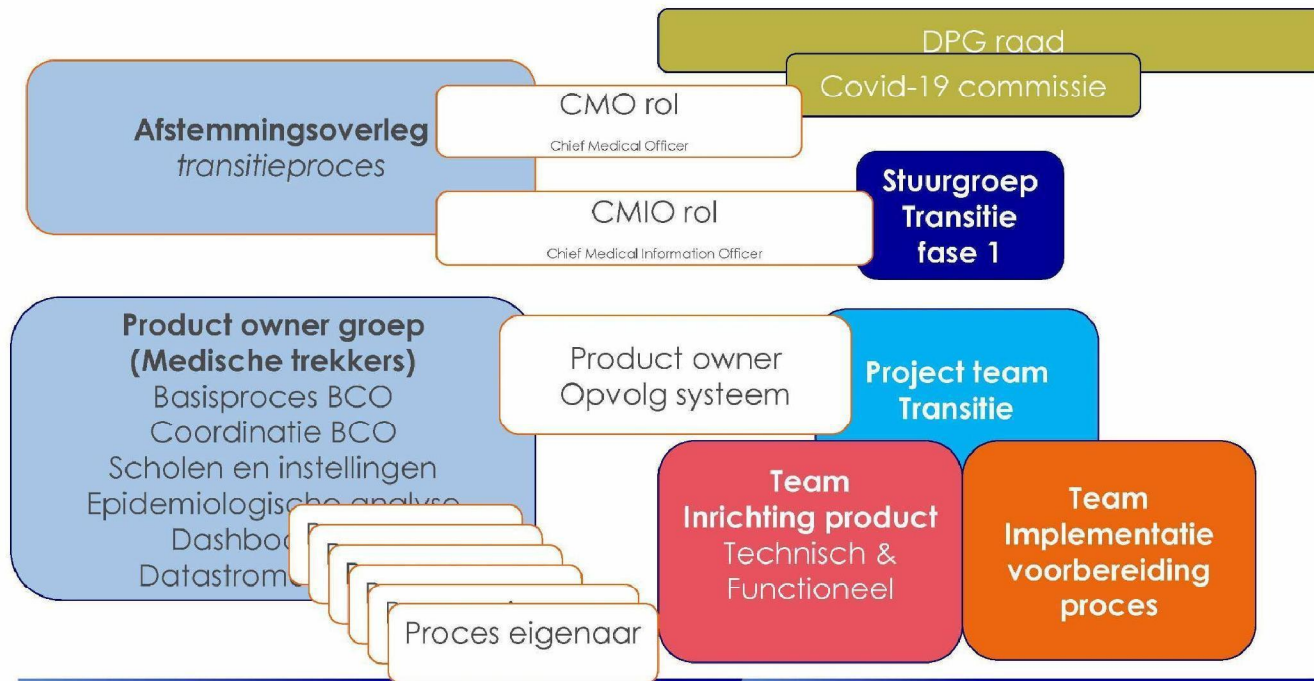 DPG raad
Covid-19 commissie
Afstemmingsoverleg
transitieproces
CMO rol
Chief Medical Officer
CMIO rol
Chief Medical Information Officer
Stuurgroep
Transitie
fase 1
Product owner groep
(Medische trekkers)
Basisproces BCO
Coordinatie BCO
Scholen en instellingen
Epidemiologische analyse
Product owner
Opvolg systeem
Project team
Transitie
Team
Inrichting product
Technisch &
Functioneel
Team
Implementatie
voorbereiding
proces
Proces eigenaar